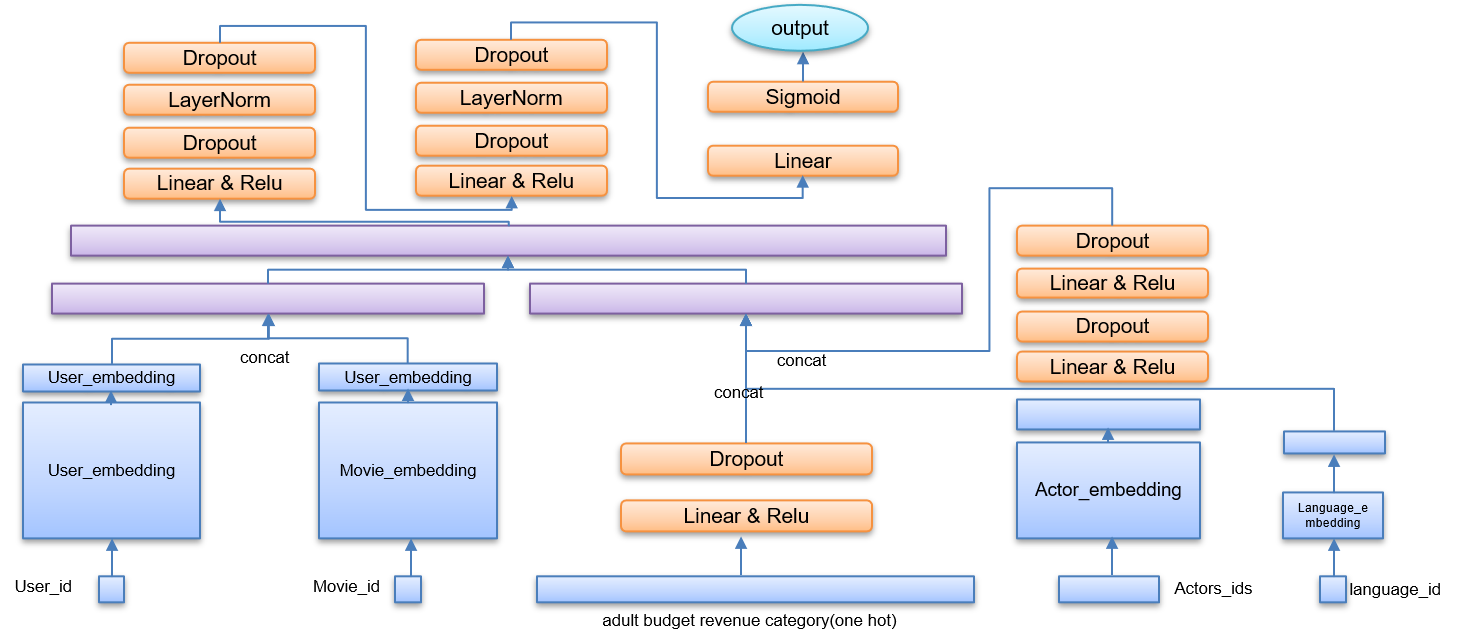 output
Dropout
LayerNorm
Dropout
Linear & Relu
Dropout
LayerNorm
Dropout
Linear & Relu
Sigmoid
Linear
Dropout
Linear & Relu
Dropout
Linear & Relu
concat
concat
concat
User_embedding
User_embedding
User_embedding
Movie_embedding
Dropout
Linear & Relu
Actor_embedding
Language_e
mbedding
User_id
Movie_id
adult budget revenue category(one hot)
Actors_ids
language_id